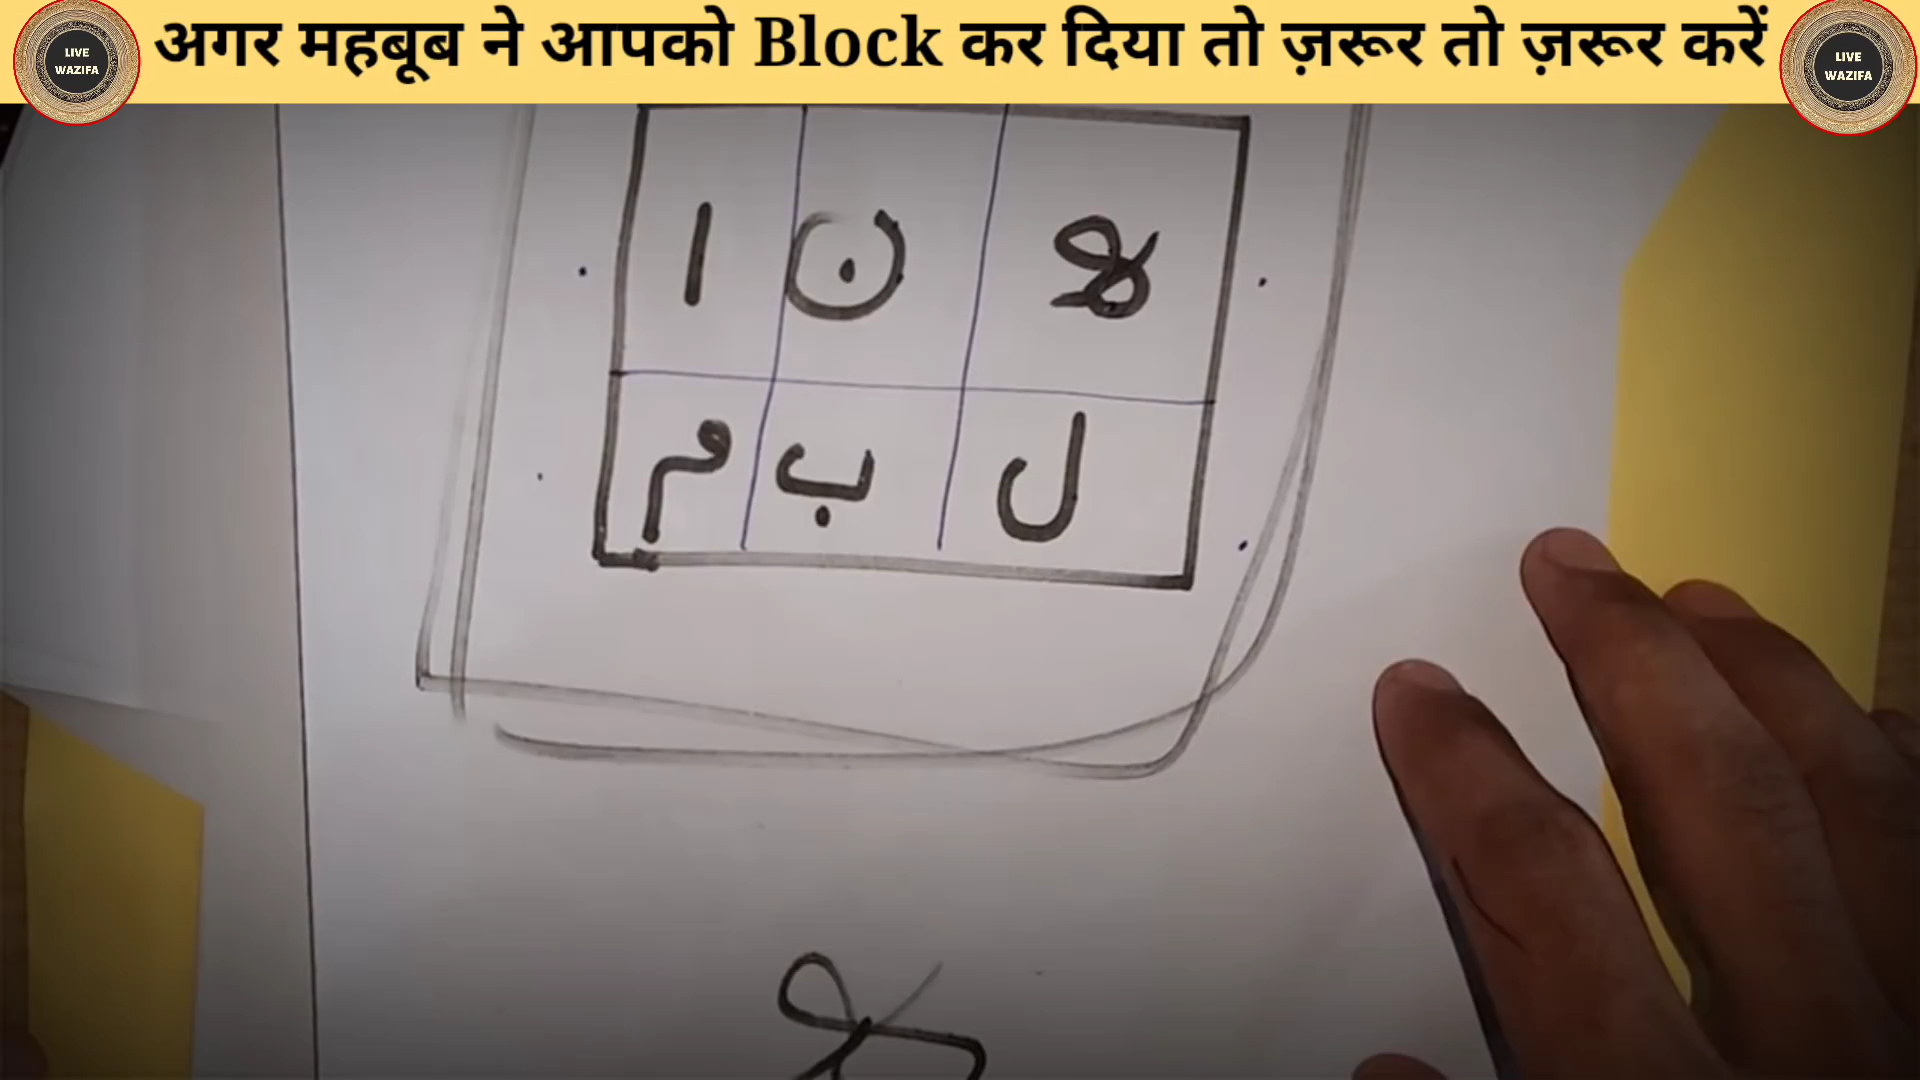 अगर महबूब ने आपको Block कर दिया तो ज़रूर तो ज़रूर करें
LIVE
WAZIFA
LIVE
WAZIFA
ھ ن ا
ل ب م